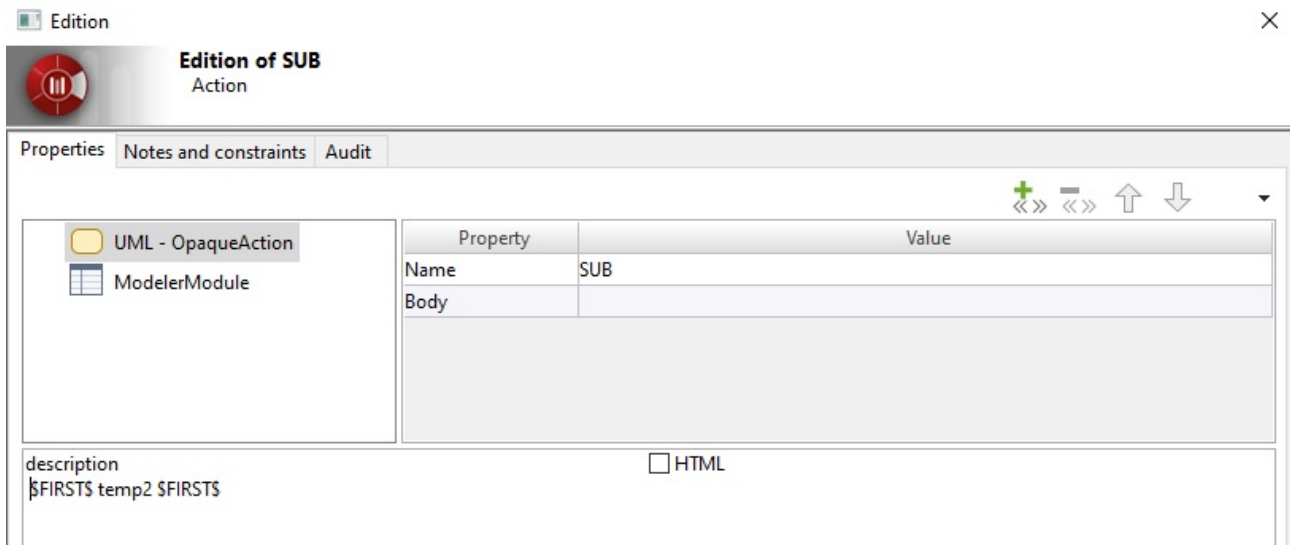 Edition
Edition of SUB
Action
Properties Notes and constraints Audit
UML - OpaqueAction
ModelerModule
Property Value
Name SUB
Body
description HTML
$FIRST$ temp2 $FIRST$